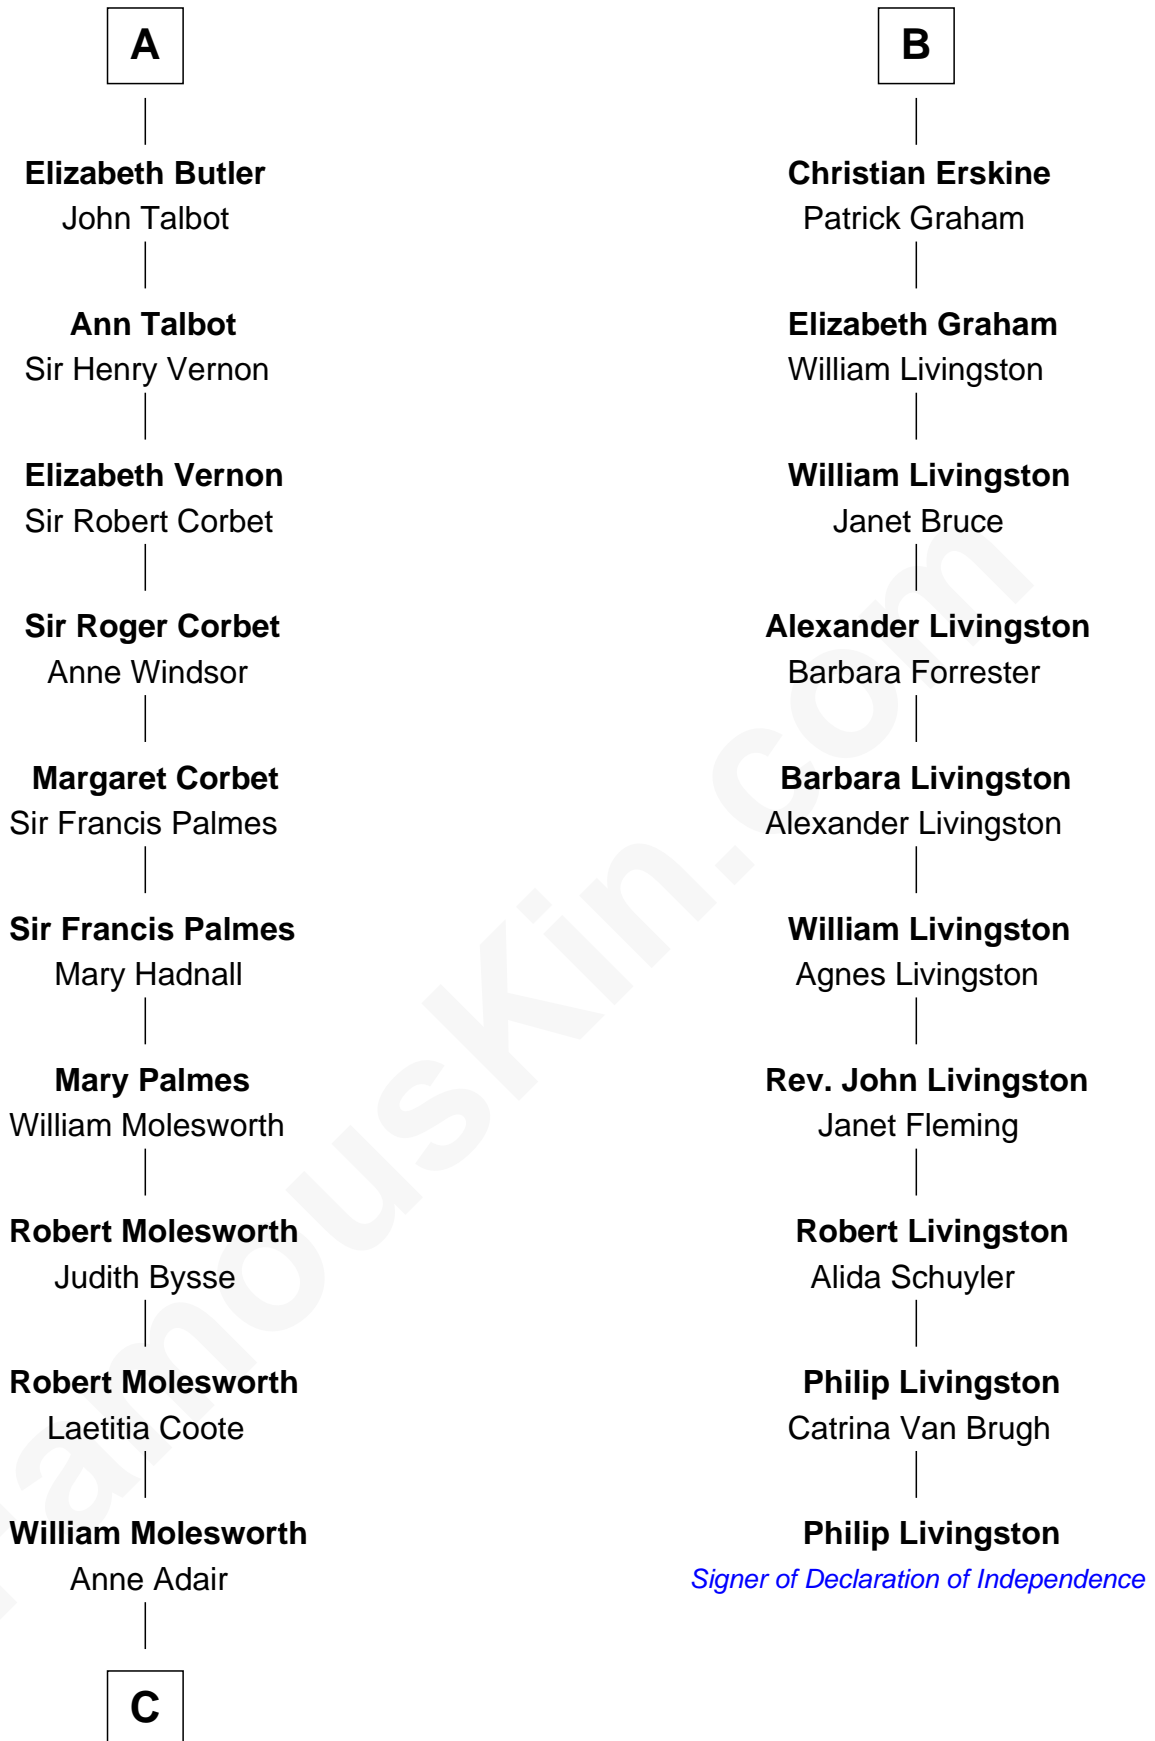 A
Elizabeth Butler
John Talbot
Ann Talbot
Sir Henry Vernon
Elizabeth Vernon
Sir Robert Corbet
Sir Roger Corbet
Anne Windsor
Margaret Corbet
Sir Francis Palmes
Sir Francis Palmes
Mary Hadnall
Mary Palmes
William Molesworth
Robert Molesworth
Judith Bysse
Robert Molesworth
Laetitia Coote
William Molesworth
Anne Adair
C
B
Christian Erskine
Patrick Graham
Elizabeth Graham
William Livingston
William Livingston
Janet Bruce
Alexander Livingston
Barbara Forrester
Barbara Livingston
Alexander Livingston
William Livingston
Agnes Livingston
Rev. John Livingston
Janet Fleming
Robert Livingston
Alida Schuyler
Philip Livingston
Catrina Van Brugh
Philip Livingston
Signer of Declaration of Independence
FamousKin.com